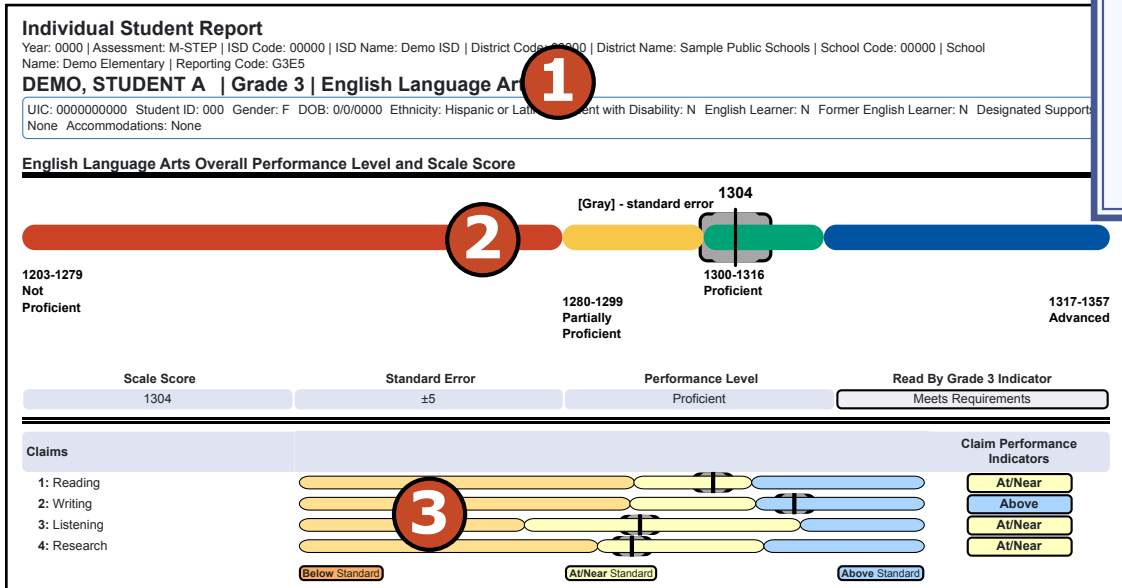 Individual Student Report
Year: 0000 | Assessment: M-STEP | ISD Code: 00000 | ISD Name: Demo ISD | District Code: 00000 | District Name: Sample Public Schools | School Code: 00000 | School
Name: Demo Elementary | Reporting Code: G3E5
DEMO, STUDENT A | Grade 3 | English Language
1
UIC: 0000000000 Student ID: 000 Gender: F DOB: 0/0/0000 Ethnicity: Hispanic or with Disability: N English Learner: N Former English Learner: N Designated Supports
None Accommodations: None
English Language Arts Overall Performance Level and Scale Score
1304
[Gray] - standard error
2
1203-1279
Not
Proficient
1280-1299
Partially
Proficient
1300-1316
Proficient
1317-1357
Advanced
Scale Score Standard Error Performance Level Read By Grade 3 Indicator
1304 ±5 Proficient Meets Requirements
Claims Claim Performance
Indicators
1: Reading At/Near
2: Writing Above
3
3: Listening At/Near
4: Research At/Near
Below Standard At/Near Standard Above Standard